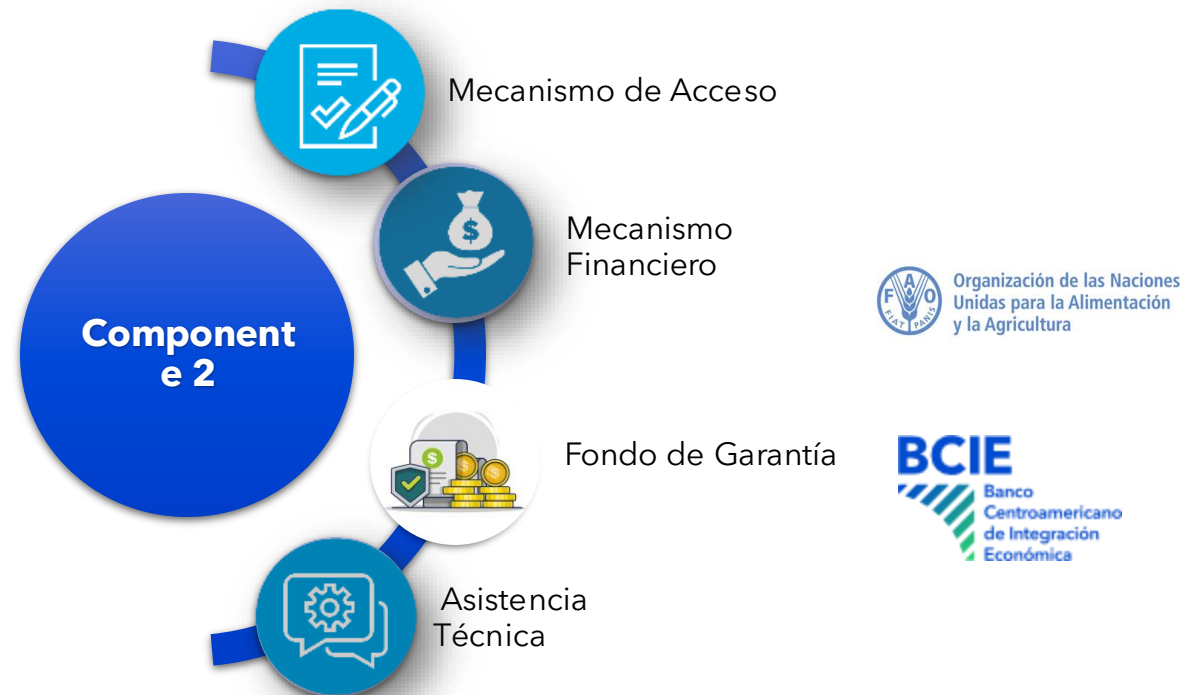 Mecanismo de Acceso
Mecanismo
Financiero
Component
e 2
Fondo de Garantía
Asistencia
Técnica
FAO
FIAT PANIS
Organización de las Naciones
Unidas para la Alimentación
y la Agricultura
BCIE
Banco
Centroamericano
de Integración
Económica
$
$
$
$